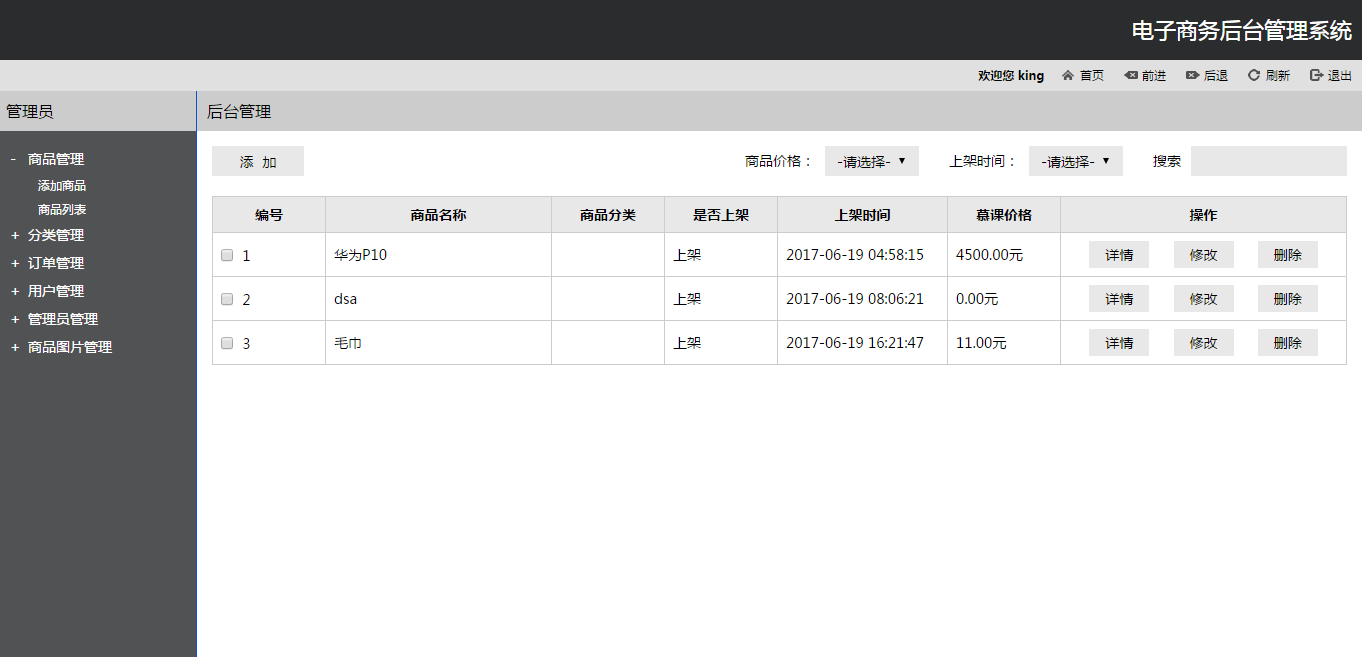 电子商务后台管理系统
欢迎您 king 首页 前进 后退 刷新 退出
管理员
后台管理
- 商品管理
添加商品
商品列表
+ 分类管理
+ 订单管理
+ 用户管理
+ 管理员管理
+ 商品图片管理
添 加 商品价格： -请选择- 上架时间： -请选择- 搜索
编号 商品名称 商品分类 是否上架 上架时间 慕课价格 操作
1 华为P10 上架 2017-06-19 04:58:15 4500.00元 详情 修改 删除
2 dsa 上架 2017-06-19 08:06:21 0.00元 详情 修改 删除
3 毛巾 上架 2017-06-19 16:21:47 11.00元 详情 修改 删除